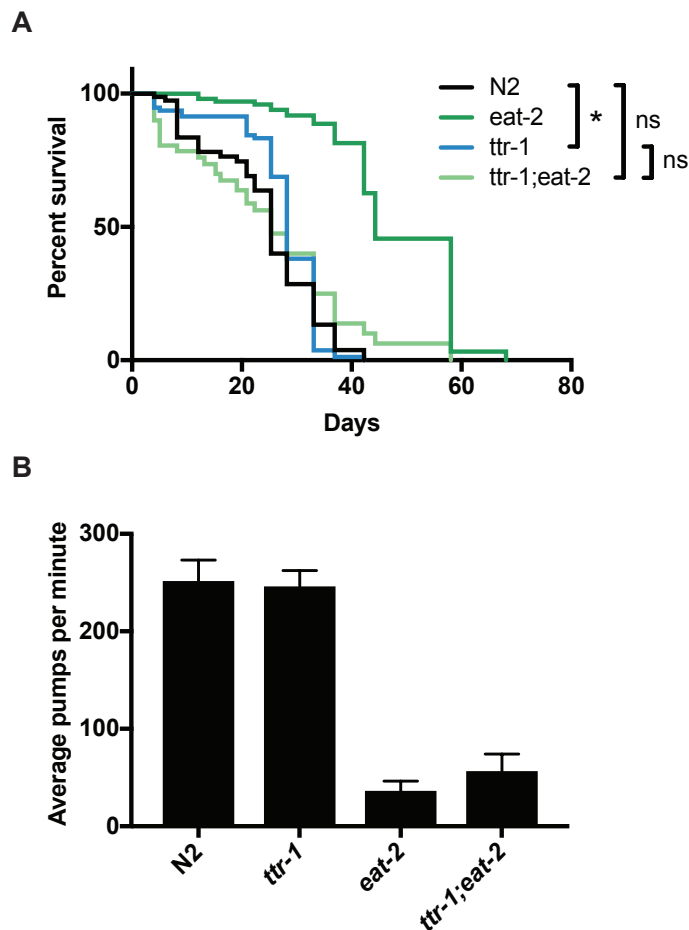 A
Percent survival
100
50
0
0 20 40 60 80
Days
N2
eat-2
ttr-1
ttr-1;eat-2
*
ns
ns
B
Average pumps per minute
300
200
100
0
N2
ttr-1
eat-2
ttr-1;eat-2